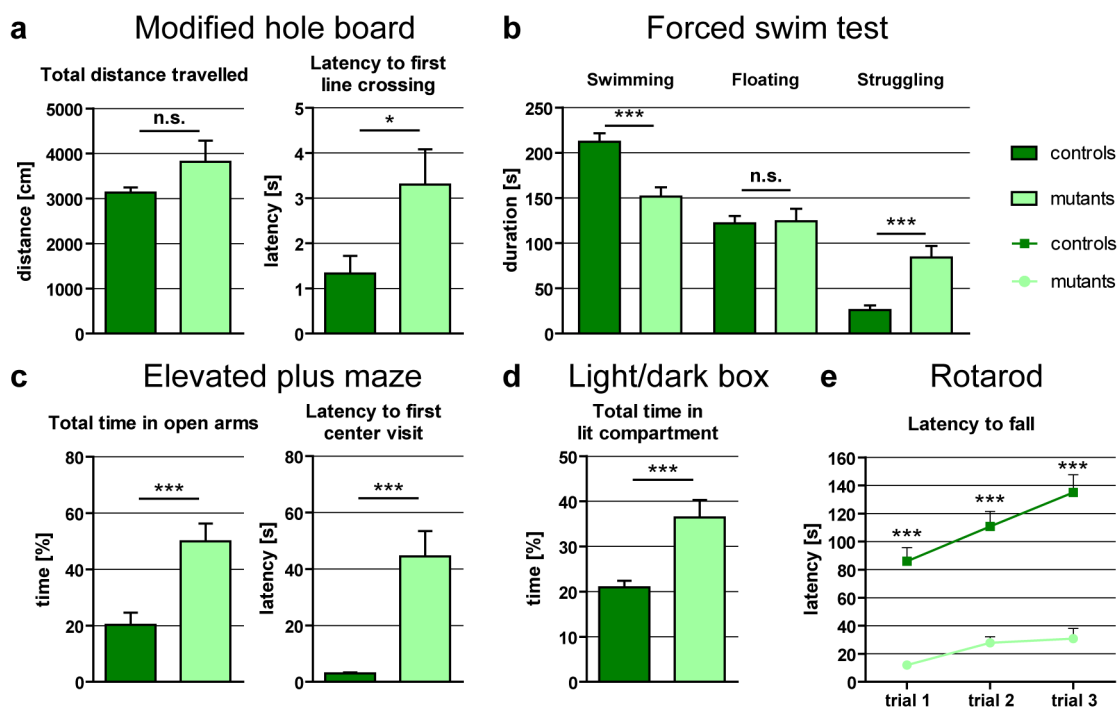 a Modified hole board
Total distance travelled
Latency to first
line crossing
5000
4000
3000
2000
1000
0
distance [cm]
n.s.
5
4
3
2
1
0
latency [s]
*
b Forced swim test
Swimming Floating Struggling
250
200
150
100
50
0
duration [s]
***
n.s.
***
controls
mutants
controls
mutants
c Elevated plus maze
Total time in open arms
Latency to first
center visit
80
60
40
20
0
time [%]
***
80
60
40
20
0
latency [s]
***
d Light/dark box
Total time in
lit compartment
50
40
30
20
10
0
time [%]
***
e Rotarod
Latency to fall
160
140
120
100
80
60
40
20
0
latency [s]
***
***
***
trial 1 trial 2 trial 3